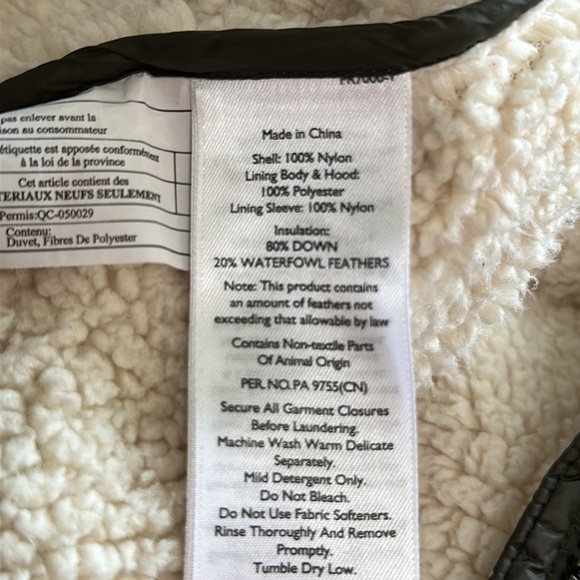 pas enlever avant la
ison au consommateur
étiquette est apposée conformément
à la loi de la province
Cet article contient des
TERIAUX NEUFS SEULEMENT
Permis:QC-050029
Contenu:
Duvet, Fibres De Polyester
Made in China
Shell: 100% Nylon
Lining Body & Hood:
100% Polyester
Lining Sleeve: 100% Nylon
Insulation:
80% DOWN
20% WATERFOWL FEATHERS
Note: This product contains
an amount of feathers not
exceeding that allowable by law
Contains Non-textile Parts
Of Animal Origin
PER. NO. PA 9755(CN)
Secure All Garment Closures
Before Laundering.
Machine Wash Warm Delicate
Separately.
Mild Detergent Only.
Do Not Bleach.
Do Not Use Fabric Softeners.
Rinse Thoroughly And Remove
Promptly.
Tumble Dry Low.